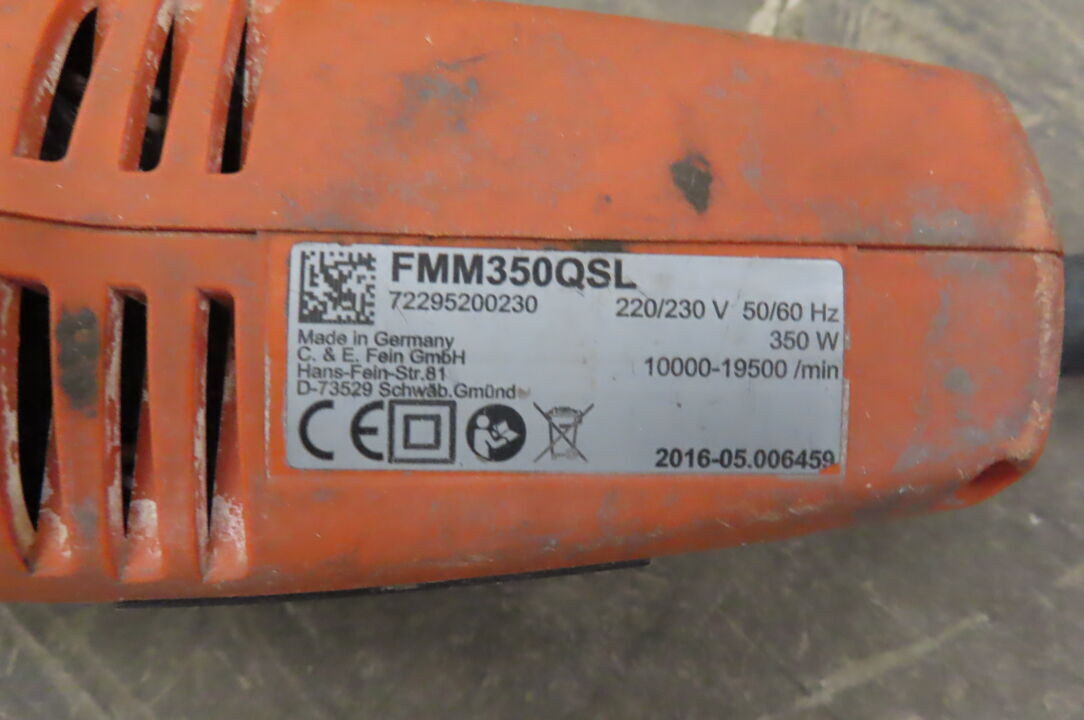 FMM350QSL
72295200230
220/230 V 50/60 Hz
350 W
10000-19500 /min
Made in Germany
C. & E. Fein GmbH
Hans-Fein-Str.81
D-73529 Schwäb.Gmünd
CE
2016-05.006459